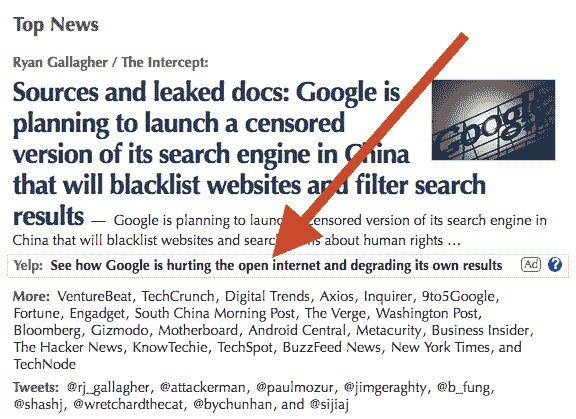 Top News
Ryan Gallagher / The Intercept:
Sources and leaked docs: Google is
planning to launch a censored
version of its search engine in China
that will blacklist websites and filter search
results — Google is planning to launch censored version of its search engine in
China that will blacklist websites and search about human rights …
Yelp: See how Google is hurting the open internet and degrading its own results Ad ?
More: VentureBeat, TechCrunch, Digital Trends, Axios, Inquirer, 9to5Google,
Fortune, Engadget, South China Morning Post, The Verge, Washington Post,
Bloomberg, Gizmodo, Motherboard, Android Central, Metacurity, Business Insider,
The Hacker News, KnowTechie, TechSpot, BuzzFeed News, New York Times, and
TechNode
Tweets: @rj_gallagher, @attackerman, @paulmozur, @jimgeraghty, @b_fung,
@shashj, @wretchardthecat, @bychunhan, and @sijiaj